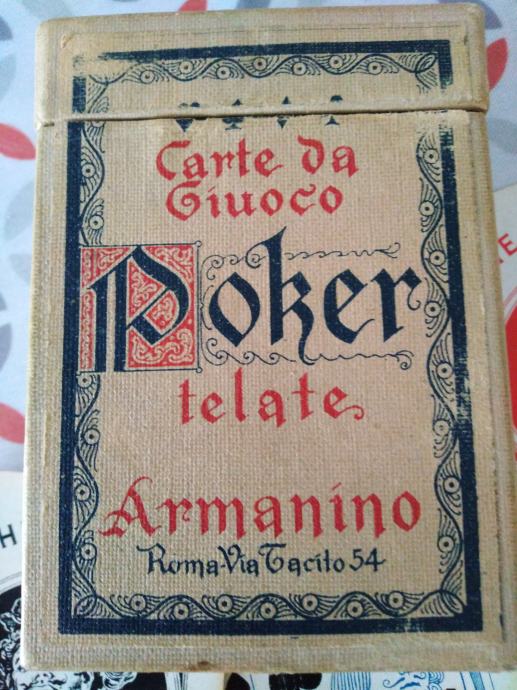 Carte da
Giuoco
Poker
telate
Armanino
Roma-Via Tacito 54